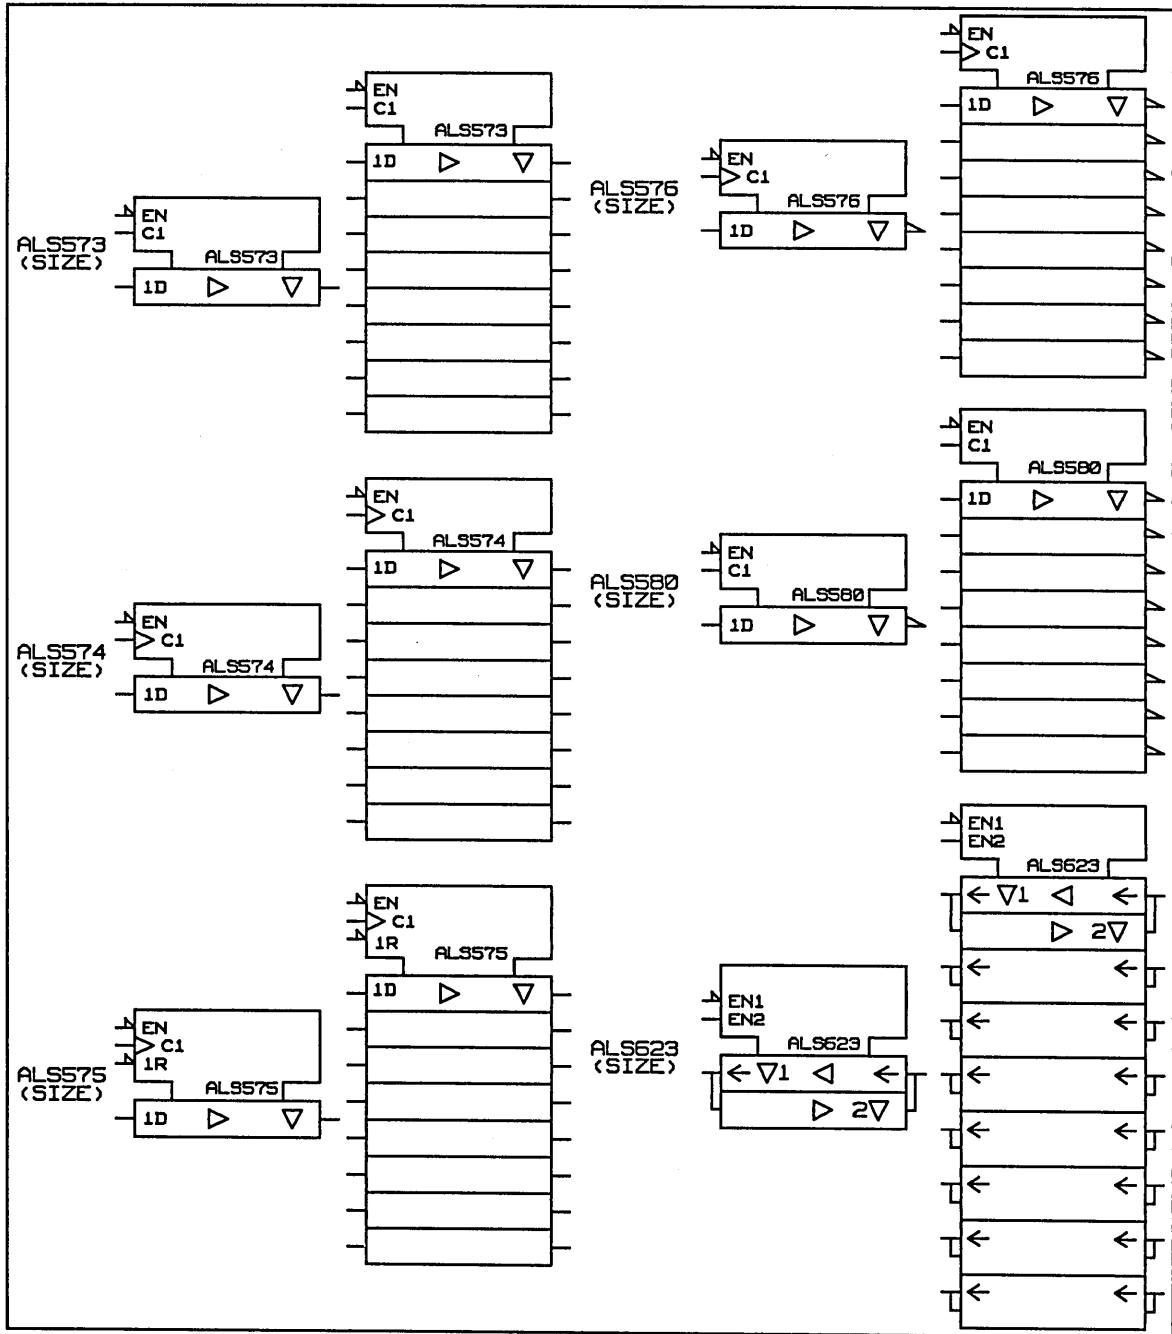 EN
C1
ALS573
1D
ALS573
(SIZE)
EN
C1
ALS573
1D
EN
C1
ALS574
1D
ALS574
(SIZE)
EN
C1
ALS574
1D
EN
C1
1R
ALS575
1D
ALS575
(SIZE)
EN
C1
1R
ALS575
1D
EN
C1
ALS576
1D
ALS576
(SIZE)
EN
C1
ALS576
1D
EN
C1
ALS580
1D
ALS580
(SIZE)
EN
C1
ALS580
1D
EN1
EN2
ALS623
1
2
ALS623
(SIZE)
EN1
EN2
ALS623
1
2